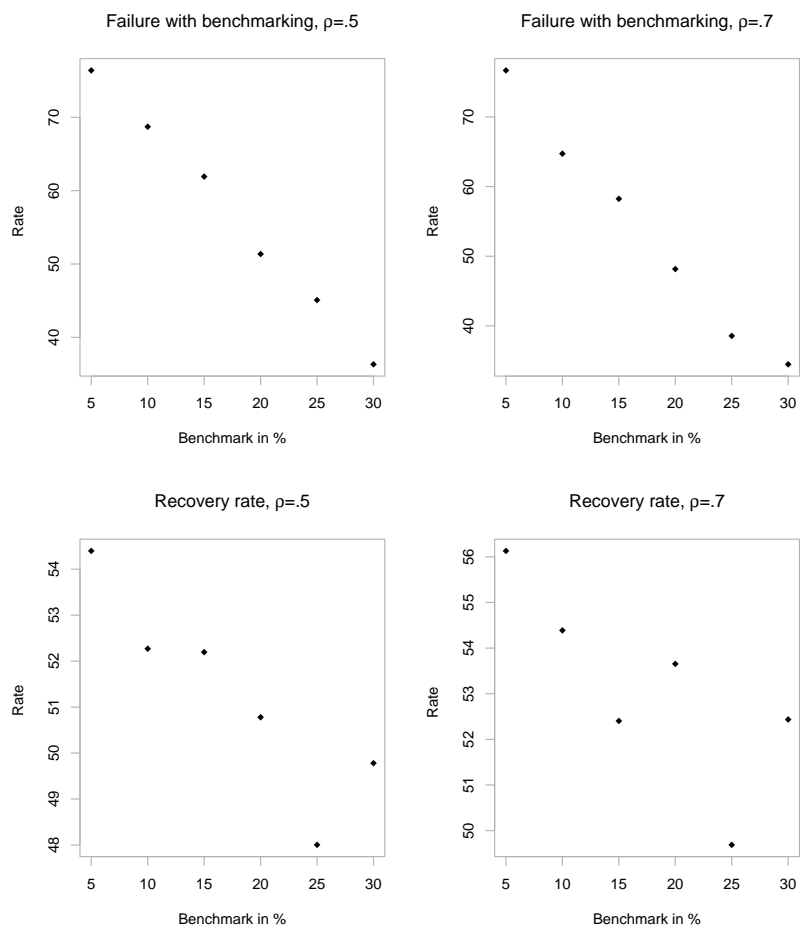 Failure with benchmarking, ρ=.5
Rate
70
60
50
40
5 10 15 20 25 30
Benchmark in %
Failure with benchmarking, ρ=.7
Rate
70
60
50
40
5 10 15 20 25 30
Benchmark in %
Recovery rate, ρ=.5
Rate
54
53
52
51
50
49
48
5 10 15 20 25 30
Benchmark in %
Recovery rate, ρ=.7
Rate
56
55
54
53
52
51
50
5 10 15 20 25 30
Benchmark in %